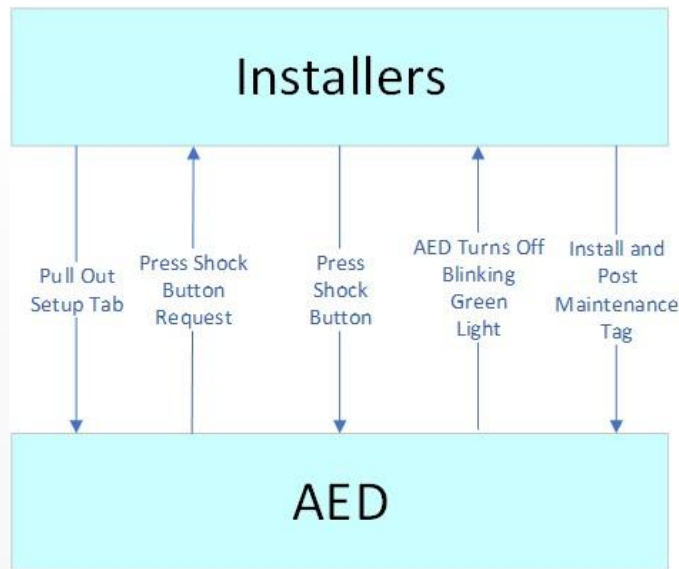 Installers
Pull Out
Setup Tab
Press Shock
Button
Request
Press
Shock
Button
AED Turns Off
Blinking
Green
Light
Install and
Post
Maintenance
Tag
AED